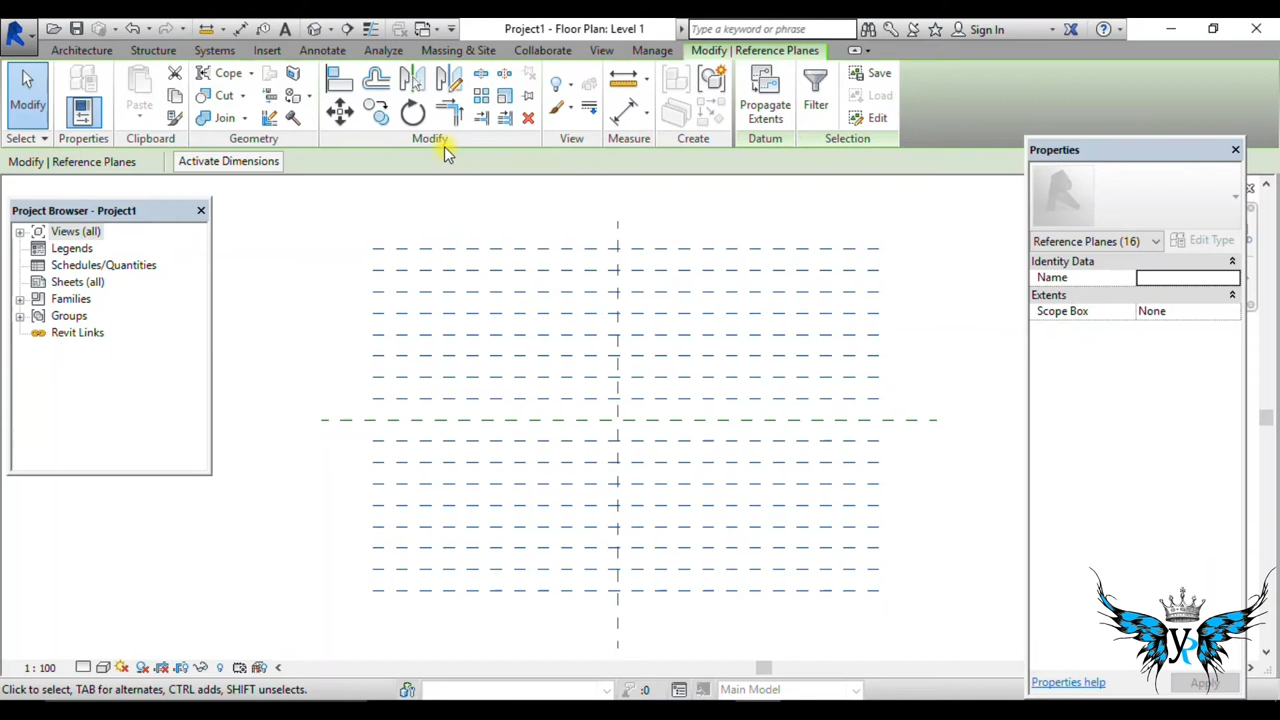 Project1 - Floor Plan: Level 1
Type a keyword or phrase
Sign In
Architecture
Structure
Systems
Insert
Annotate
Analyze
Massing & Site
Collaborate
View
Manage
Modify | Reference Planes
Modify
Paste
Cope
Cut
Join
Propagate
Extents
Filter
Save
Load
Edit
Select
Properties
Clipboard
Geometry
Modify
View
Measure
Create
Datum
Selection
Modify | Reference Planes
Activate Dimensions
Project Browser - Project1
Views (all)
Legends
Schedules/Quantities
Sheets (all)
Families
Groups
Revit Links
Properties
Reference Planes (16)
Edit Type
Identity Data
Name
Extents
Scope Box
None
Properties help
Apply
1 : 100
Click to select, TAB for alternates, CTRL adds, SHIFT unselects.
:0
Main Model